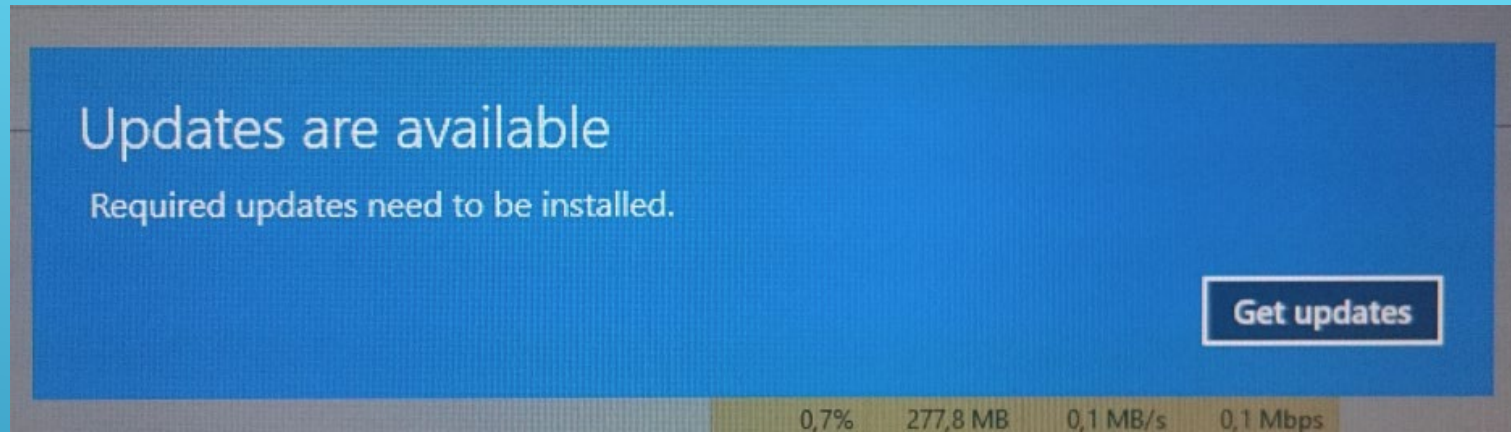 Updates are available
Required updates need to be installed.
Get updates
0,7% 277,8 MB 0,1 MB/s 0,1 Mbps